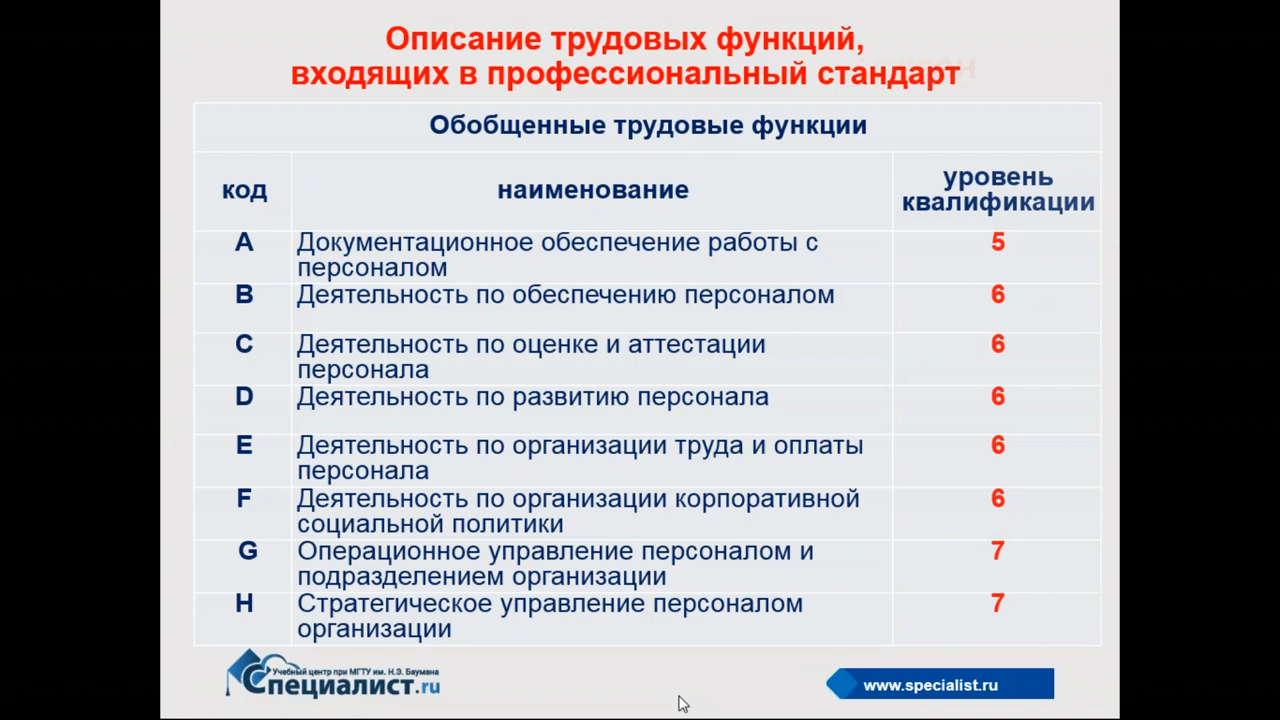 Описание трудовых функций,
входящих в профессиональный стандарт
Обобщенные трудовые функции
код
наименование
уровень
квалификации
A
Документационное обеспечение работы с
персоналом
5
B
Деятельность по обеспечению персоналом
6
C
Деятельность по оценке и аттестации
персонала
6
D
Деятельность по развитию персонала
6
E
Деятельность по организации труда и оплаты
персонала
6
F
Деятельность по организации корпоративной
социальной политики
6
G
Операционное управление персоналом и
подразделением организации
7
H
Стратегическое управление персоналом
организации
7
Учебный центр при МГТУ им. Н.Э. Баумана
Специалист.ru
www.specialist.ru